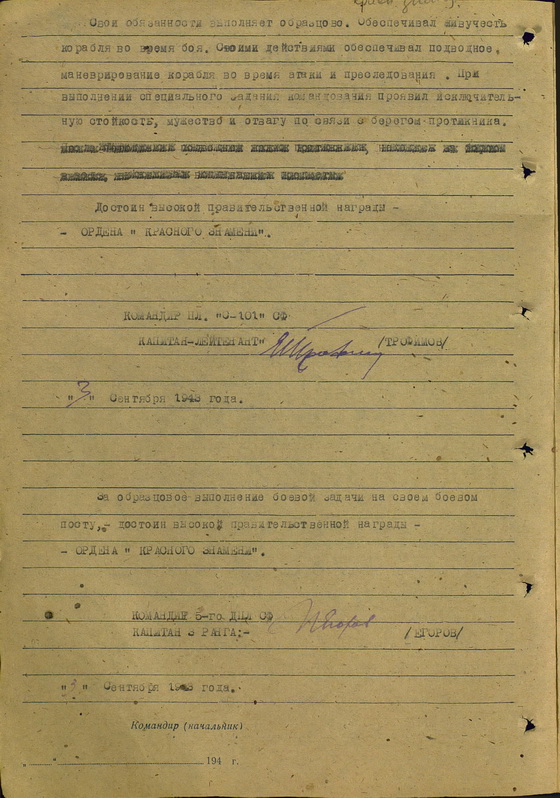 Свои обязанности выполняет образцово. Обеспечивал живучесть
корабля во время боя. Своими действиями обеспечивал подводное
маневрирование корабля во время атаки и преследования . При
выполнении специального задания командования проявил исключитель-
ную стойкость, мужество и отвагу по связи с берегом противника.
Достоин высокой правительственной награды -
- ОРДЕНА " КРАСНОГО ЗНАМЕНИ".
КОМАНДИР ПЛ. "С-101" СФ
КАПИТАН-ЛЕЙТЕНАНТ" /ТРОФИМОВ/
"3" Сентября 1943 года.
За образцовое выполнение боевой задачи на своем боевом
посту,- достоин высокой правительственной награды -
- ОРДЕНА " КРАСНОГО ЗНАМЕНИ".
КОМАНДИР 5-го ДПЛ СФ
КАПИТАН 3 РАНГА:- /ЕГОРОВ/
"3" Сентября 1943 года.
Командир (начальник)
194 г.